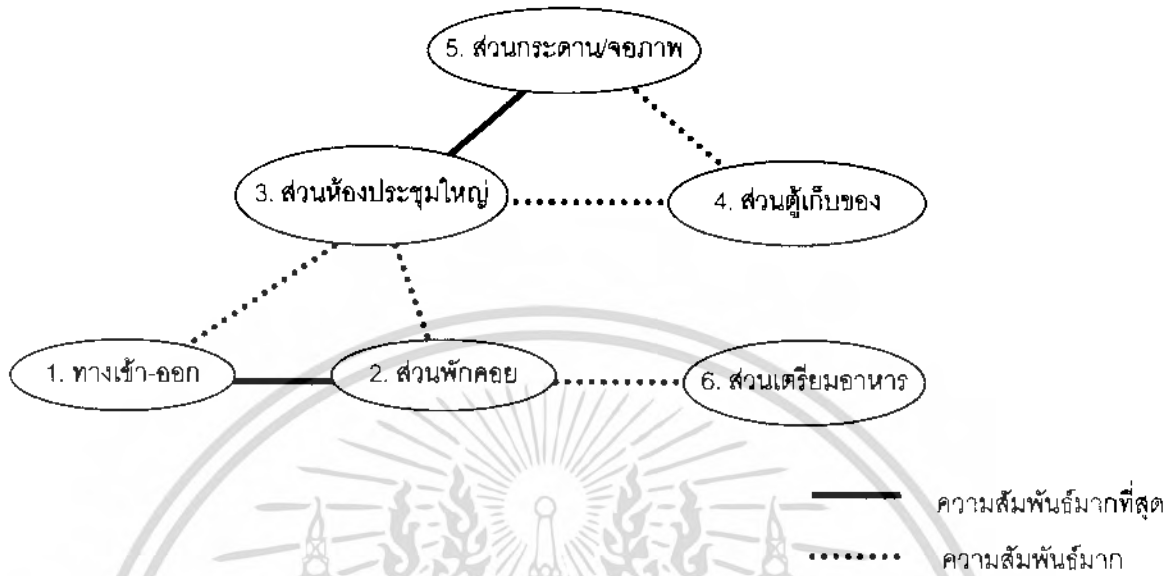 5. ส่วนกระดาน/จอภาพ
3. ส่วนห้องประชุมใหญ่
4. ส่วนตู้เก็บของ
1. ทางเข้า-ออก
2. ส่วนพักคอย
6. ส่วนเตรียมอาหาร
ความสัมพันธ์มากที่สุด
ความสัมพันธ์มาก